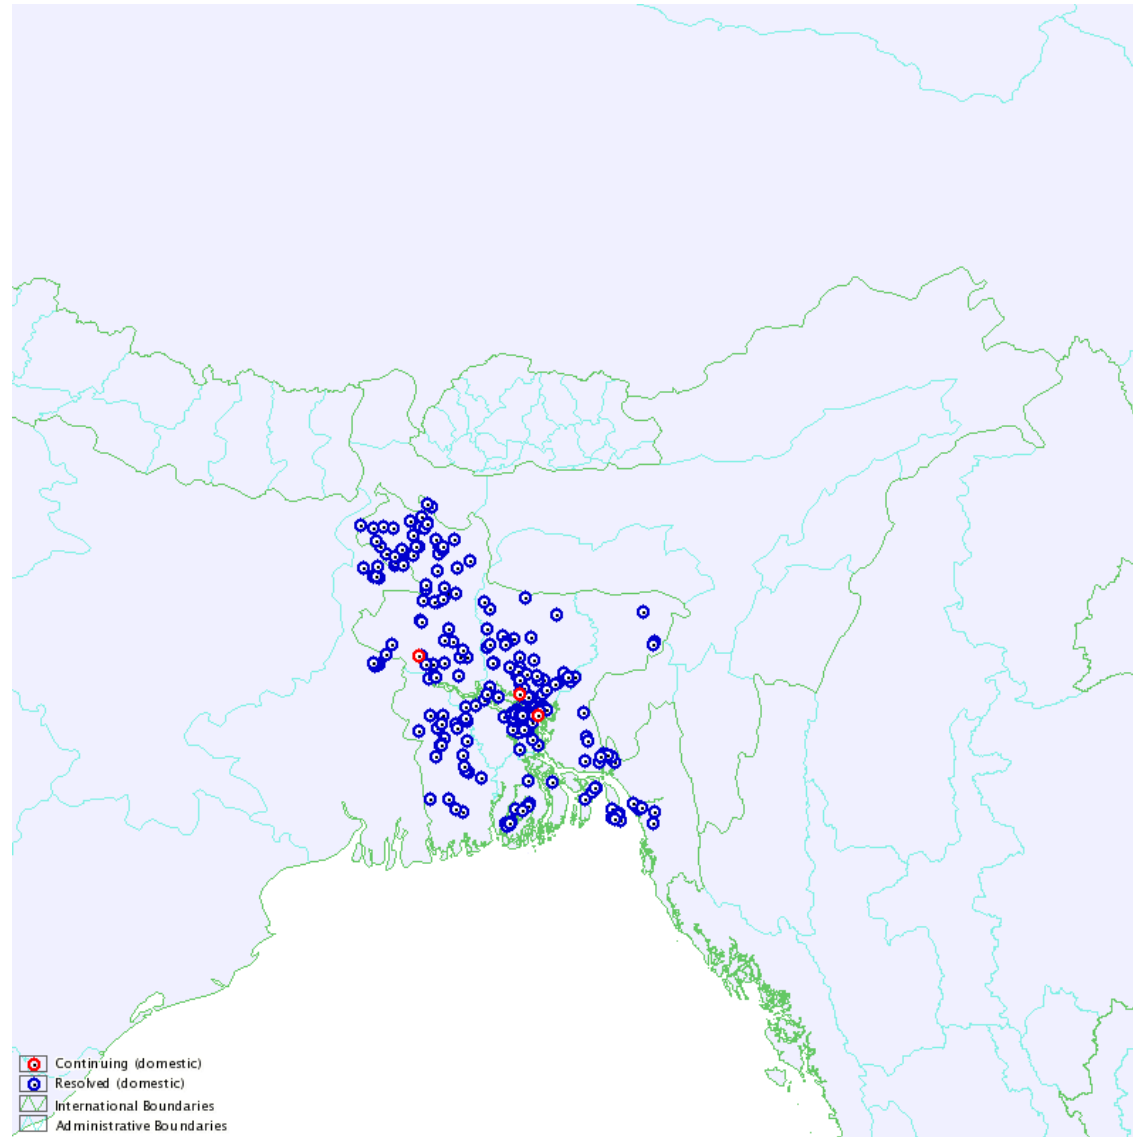 Continuing (domestic)
Resolved (domestic)
International Boundaries
Administrative Boundaries